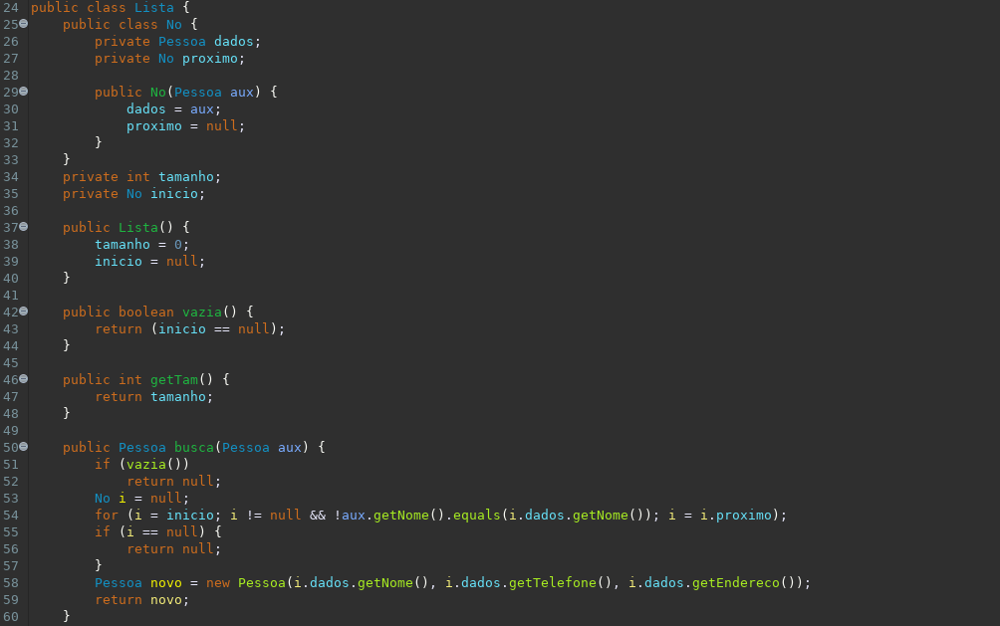 24 public class Lista {
25     public class No {
26         private Pessoa dados;
27         private No proximo;
28
29         public No(Pessoa aux) {
30             dados = aux;
31             proximo = null;
32         }
33     }
34     private int tamanho;
35     private No inicio;
36
37     public Lista() {
38         tamanho = 0;
39         inicio = null;
40     }
41
42     public boolean vazia() {
43         return (inicio == null);
44     }
45
46     public int getTam() {
47         return tamanho;
48     }
49
50     public Pessoa busca(Pessoa aux) {
51         if (vazia())
52             return null;
53         No i = null;
54         for (i = inicio; i != null && !aux.getNome().equals(i.dados.getNome()); i = i.proximo);
55         if (i == null) {
56             return null;
57         }
58         Pessoa novo = new Pessoa(i.dados.getNome(), i.dados.getTelefone(), i.dados.getEndereco());
59         return novo;
60     }